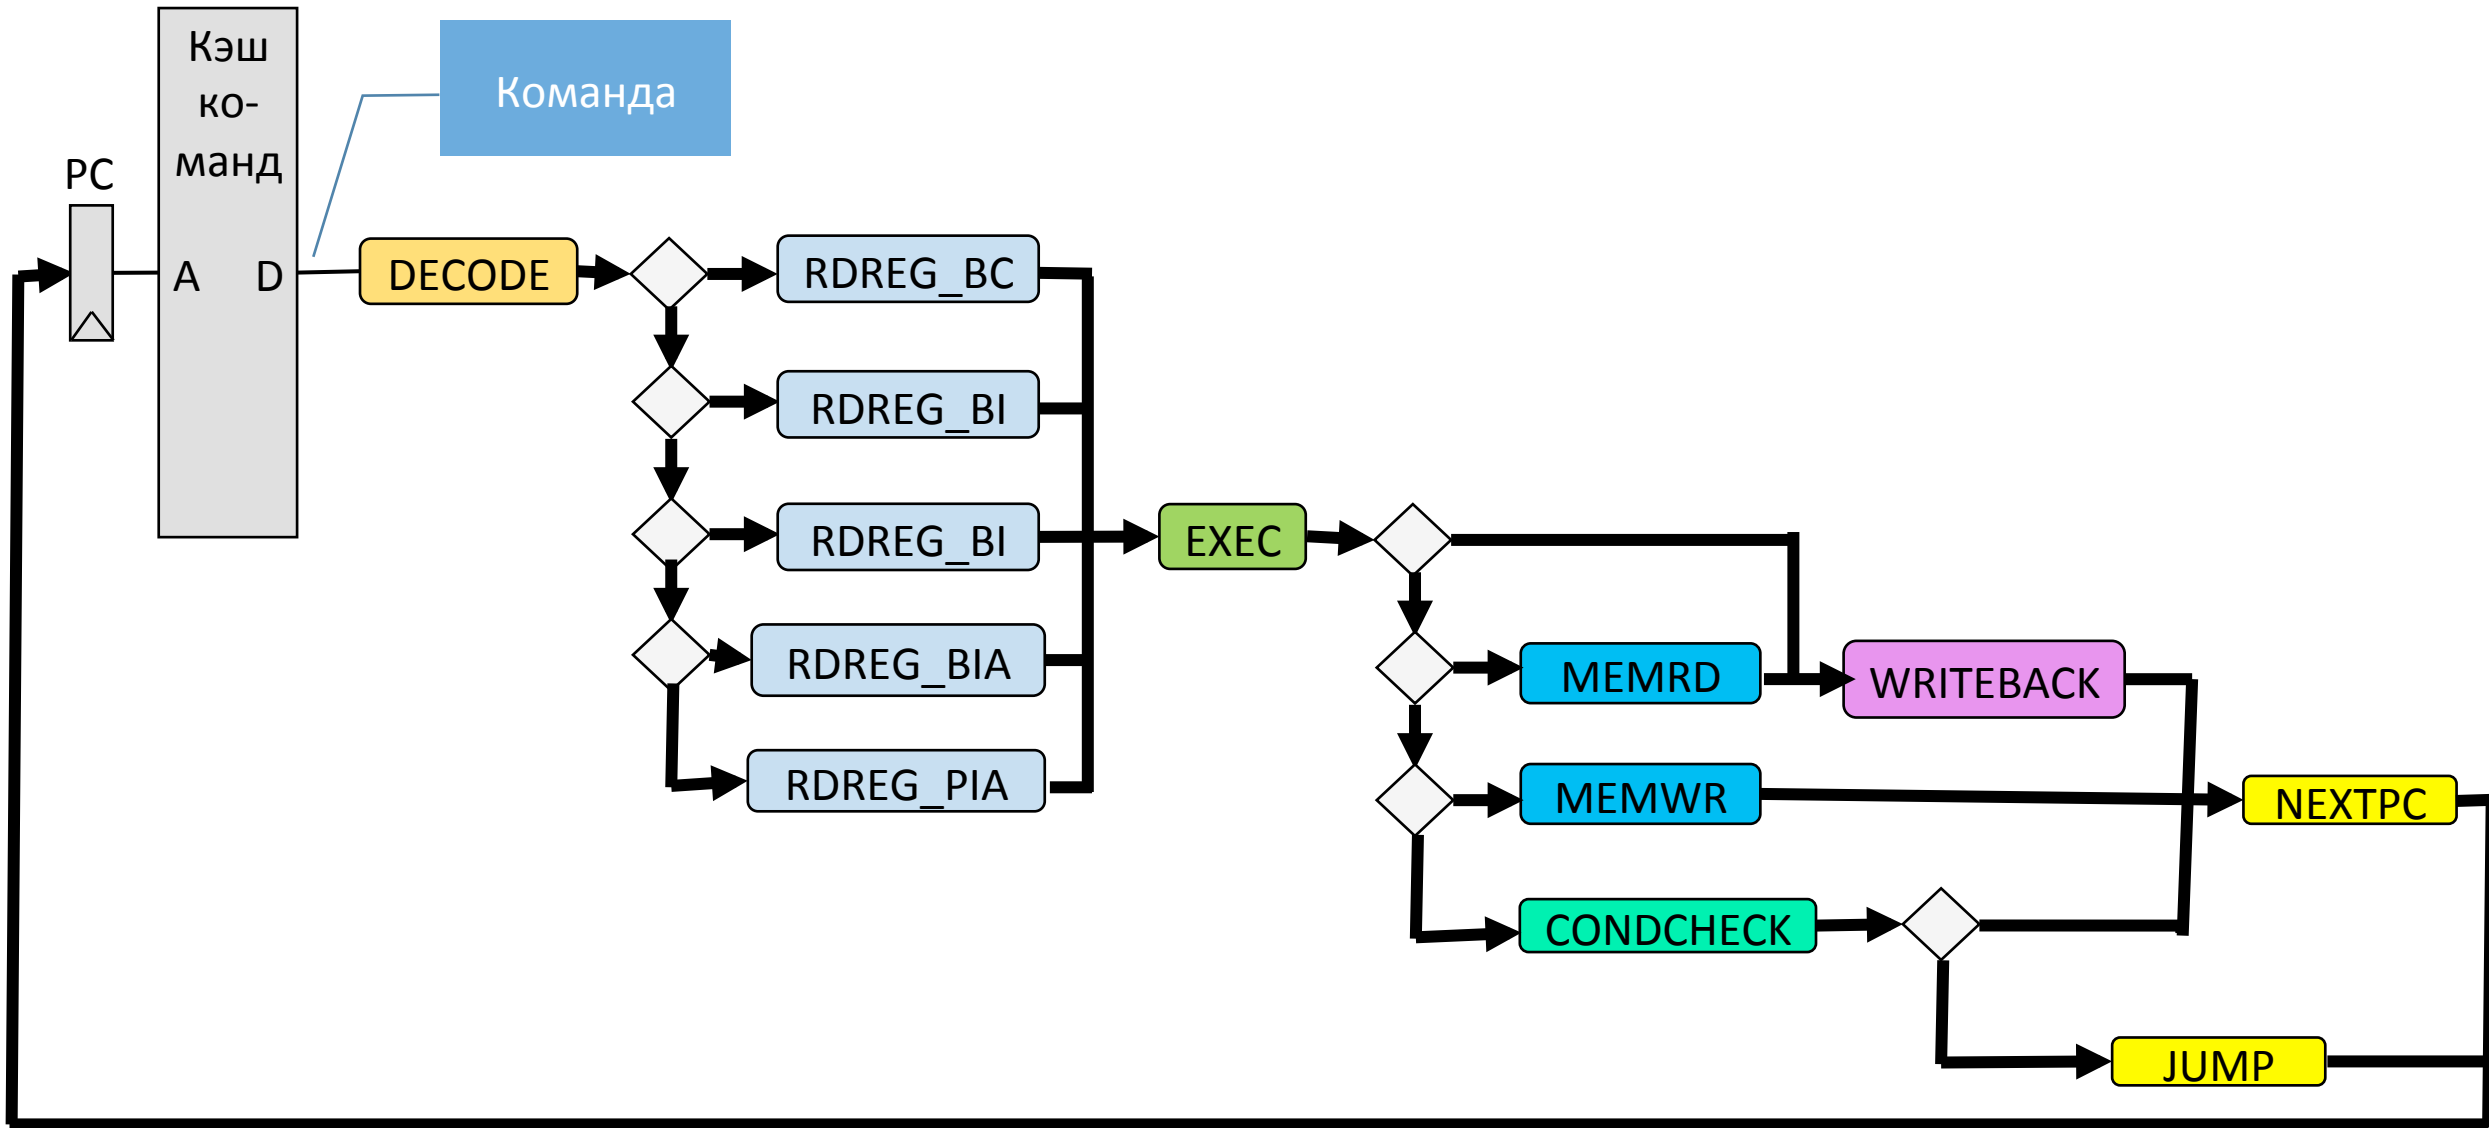 Кэш
ко-
манд
Команда
PC
A D
DECODE
RDREG_BC
RDREG_BI
RDREG_BI
RDREG_BIA
RDREG_PIA
EXEC
MEMRD
WRITEBACK
MEMWR
NEXTPC
CONDCHECK
JUMP